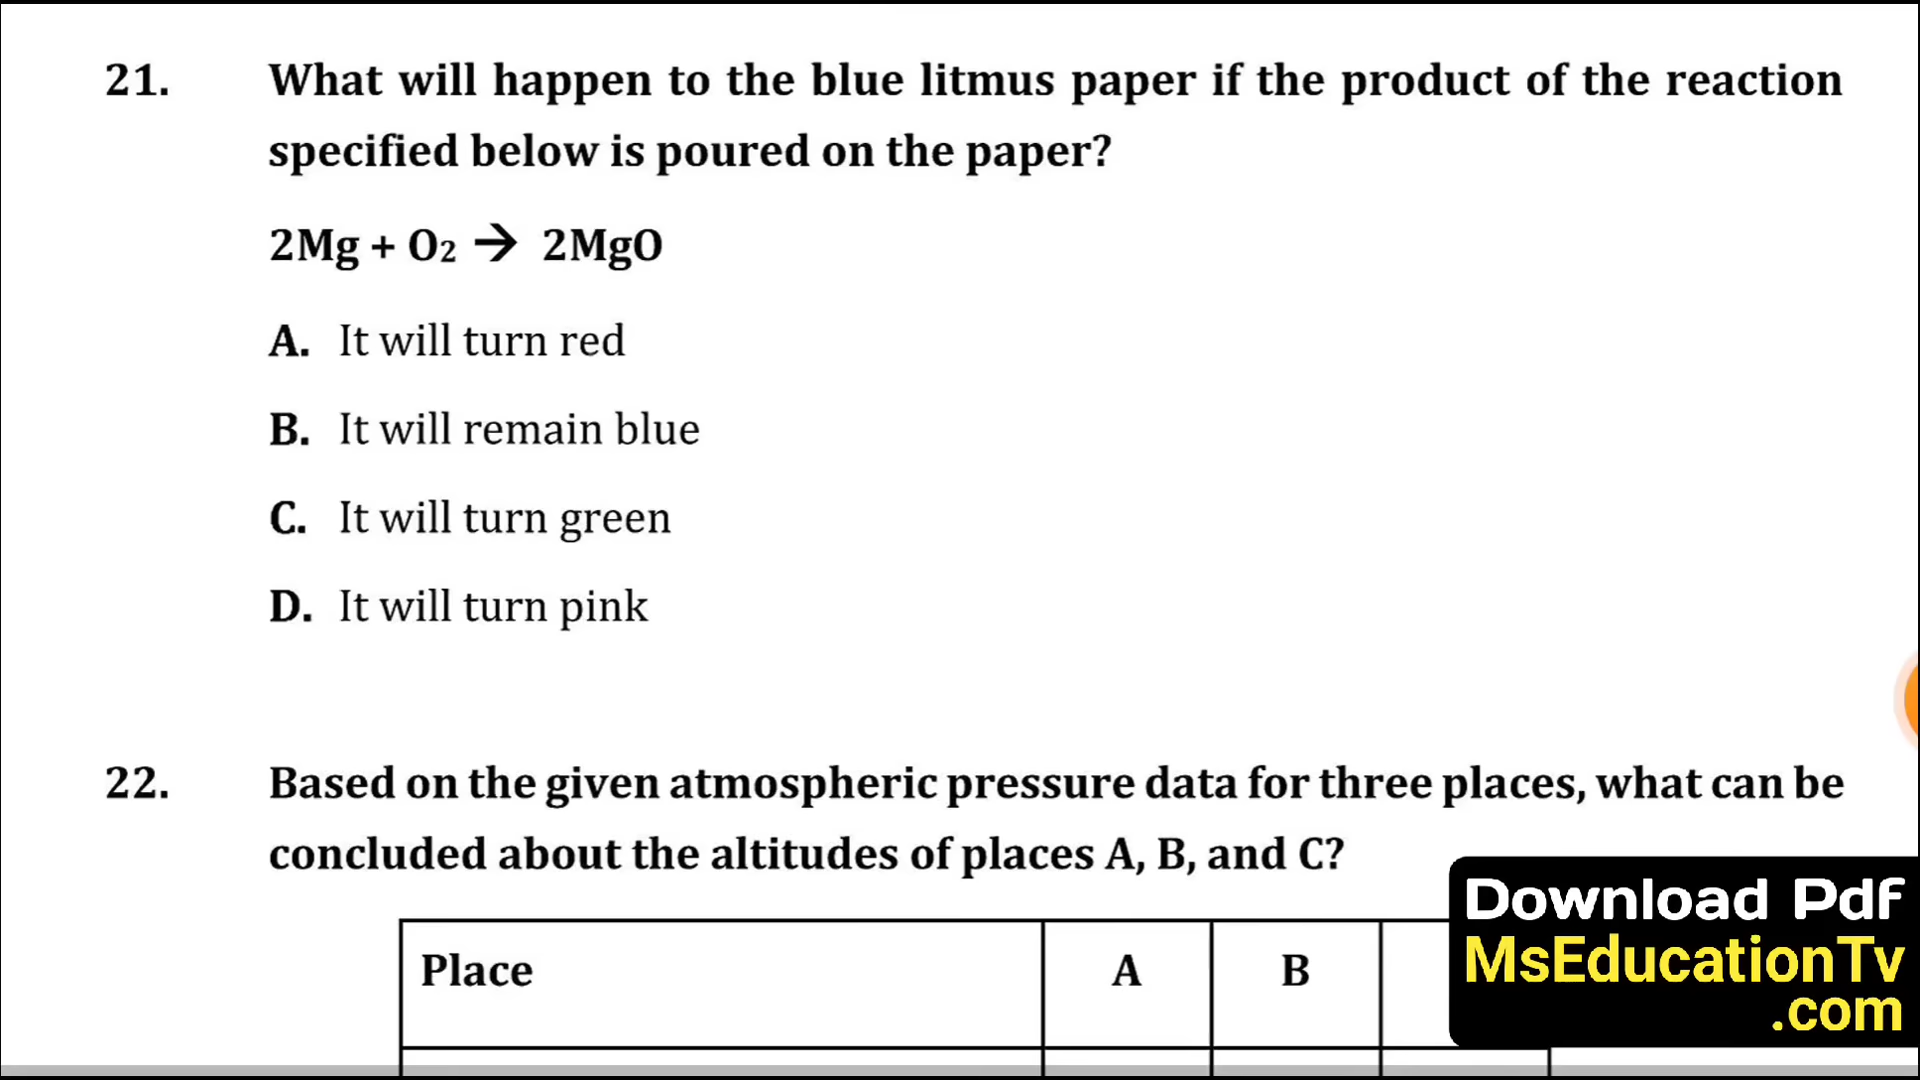 21. What will happen to the blue litmus paper if the product of the reaction
specified below is poured on the paper?
2Mg + O₂ → 2MgO
A. It will turn red
B. It will remain blue
C. It will turn green
D. It will turn pink
22. Based on the given atmospheric pressure data for three places, what can be
concluded about the altitudes of places A, B, and C?
Place A B
Download Pdf
MsEducationTv
.com